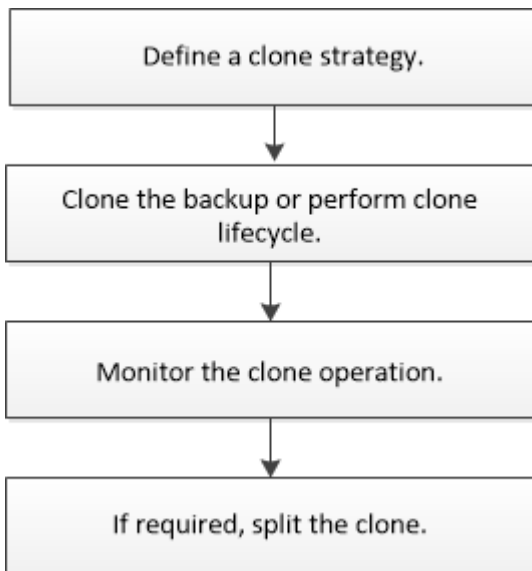 Define a clone strategy.
Clone the backup or perform clone
lifecycle.
Monitor the clone operation.
If required, split the clone.